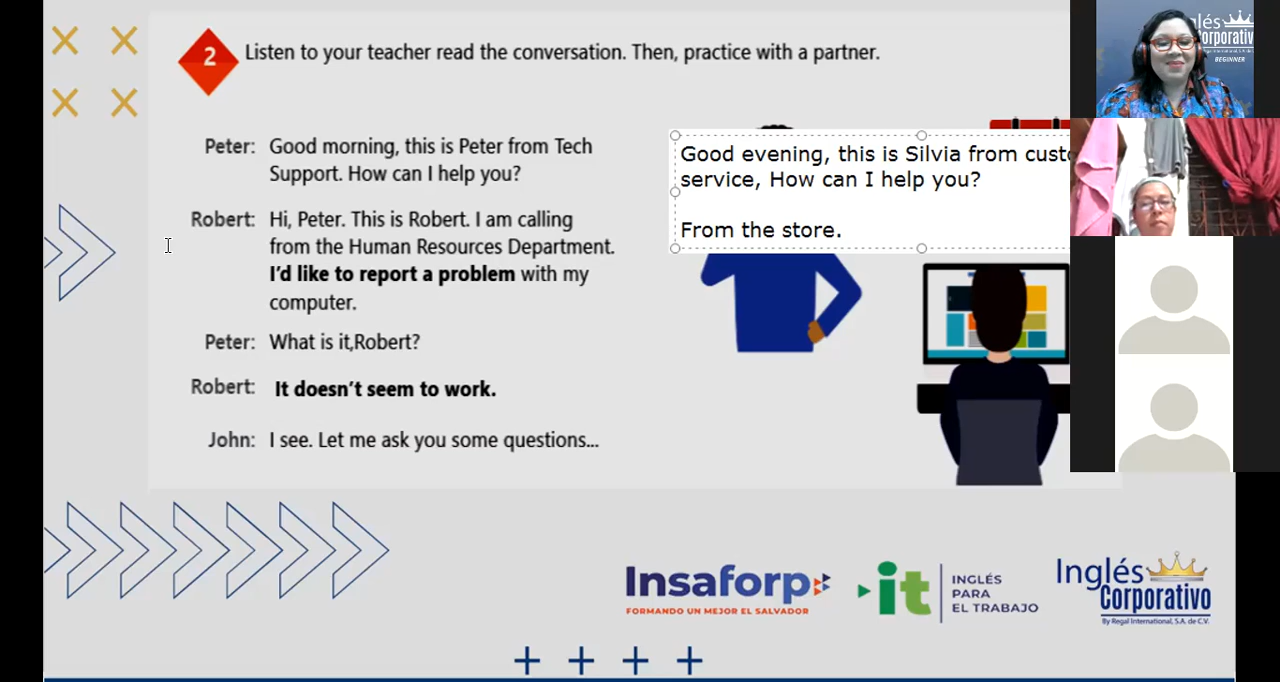 2 Listen to your teacher read the conversation. Then, practice with a partner.
Peter: Good morning, this is Peter from Tech
Support. How can I help you?
Robert: Hi, Peter. This is Robert. I am calling
from the Human Resources Department.
I'd like to report a problem with my
computer.
Peter: What is it,Robert?
Robert: It doesn't seem to work.
John: I see. Let me ask you some questions...
Good evening, this is Silvia from
service, How can I help you?
From the store.
Insaforp
FORMANDO UN MEJOR EL SALVADOR
it
INGLÉS
PARA
EL TRABAJO
Inglés
Corporativo
By Regal International, S.A. de C.V.
BEGINNER